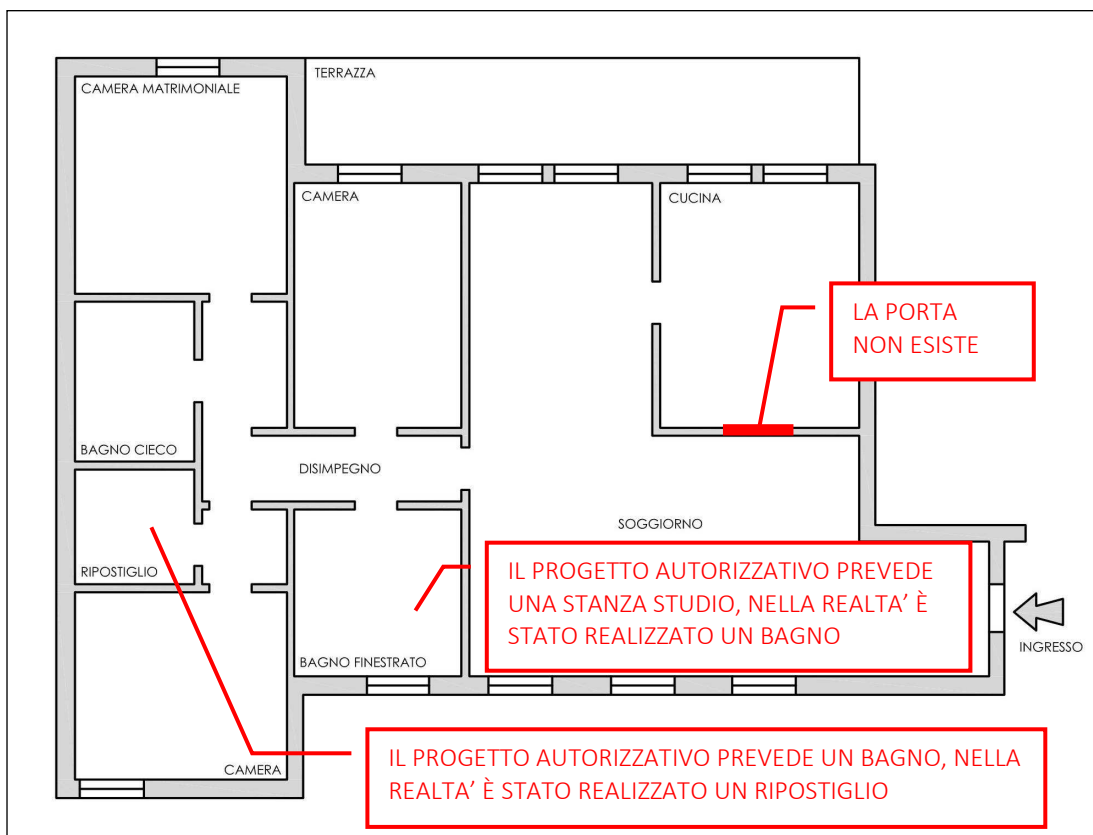 TERRAZZA
CAMERA MATRIMONIALE
CAMERA
CUCINA
LA PORTA
NON ESISTE
BAGNO CIECO
DISIMPEGNO
SOGGIORNO
RIPOSTIGLIO
IL PROGETTO AUTORIZZATIVO PREVEDE
UNA STANZA STUDIO, NELLA REALTA’ È
STATO REALIZZATO UN BAGNO
INGRESSO
BAGNO FINESTRATO
CAMERA
IL PROGETTO AUTORIZZATIVO PREVEDE UN BAGNO, NELLA
REALTA’ È STATO REALIZZATO UN RIPOSTIGLIO